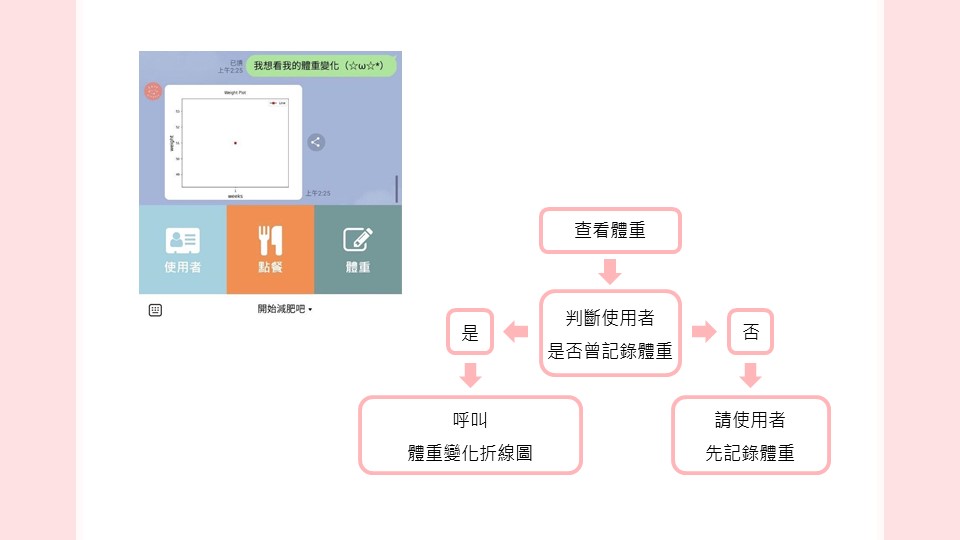 我想看我的體重變化（☆ω☆*）
已讀
上午2:25
Weight Plot
weight
1
weeks
上午2:25
使用者
點餐
體重
開始減肥吧
查看體重
判斷使用者
是否曾記錄體重
是
否
呼叫
體重變化折線圖
請使用者
先記錄體重